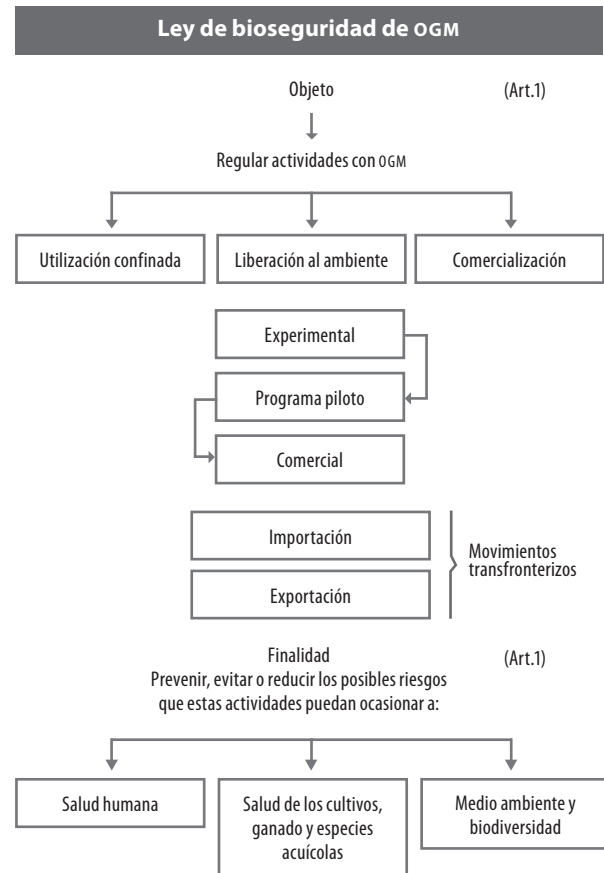 Ley de bioseguridad de OGM
Objeto (Art.1)
Regular actividades con OGM
Utilización confinada
Liberación al ambiente
Comercialización
Experimental
Programa piloto
Comercial
Importación
Exportación
Movimientos
transfronterizos
Finalidad (Art.1)
Prevenir, evitar o reducir los posibles riesgos
que estas actividades puedan ocasionar a:
Salud humana
Salud de los cultivos,
ganado y especies
acuícolas
Medio ambiente y
biodiversidad